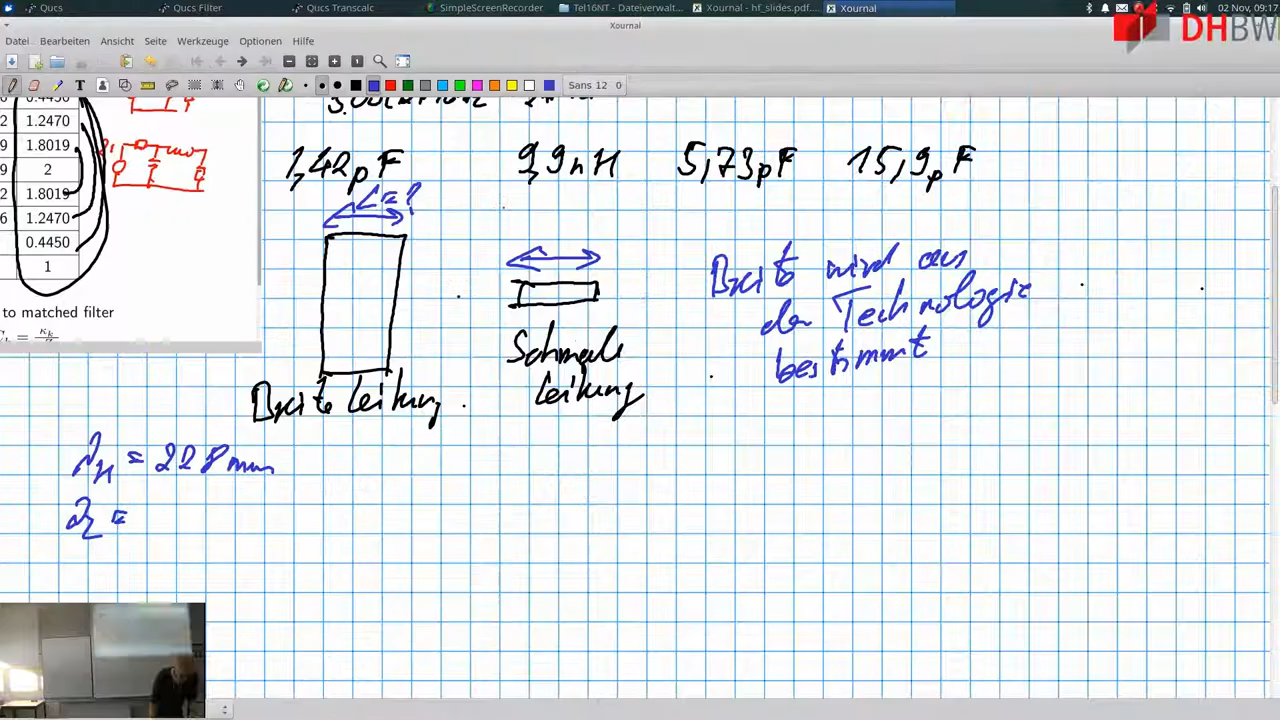 Qucs
Qucs Filter
Qucs Transcalc
SimpleScreenRecorder
Tel16NT - Dateiverwalt...
Xournal - hf_slides.pdf
Xournal
02 Nov, 09:17
Xournal
DHBW
Datei Bearbeiten Ansicht Seite Werkzeuge Optionen Hilfe
Sans 12
1.2470
1.8019
2
1.8019
1.2470
0.4450
1
to matched filter
1,42pF 9,9nH 5,73pF 15,9pF
L=?
Breite wird aus
der Technologie
bestimmt
Schmale
Leitung
Breite Leitung
λH = 228mm